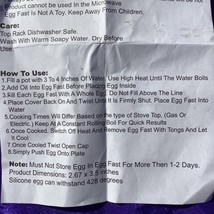 Product cannot be used in the Microwave
Egg Fast is Not A Toy. Keep Away From Children.
Care:
Top Rack Dishwasher Safe.
Wash With Warm Soapy Water. Dry Before
Use.
How To Use:
1.Fill a pot with 3 To 4 Inches Of Water. Use High Heat Until The Water Boils
2.Add Oil Into Egg Fast Before Placing Egg Inside
3.Fill Each Egg Fast With A Whole Egg. Do Not Fill Above The Line
4.Place Cover Back On And Twist Until It Is Firmly Shut. Place Egg Fast Into
Water
5.Cooking Times Will Differ Based on the Type of Stove Top, (Gas Or
Electric) Keep At A Constant Rolling Boil For Quick Results
6.Once Cooked. Switch Off Heat And Remove Egg Fast With Tongs And Let
It Cool.
7.Once Cooled Twist Open Cap
8.Simply Push Egg Onto Plate
Note: Must Not Store Egg In Egg Fast For More Then 1-2 Days.
Product Dimensions: 2.67 x 3.8 inches
Silicone egg can withstand 428 degrees